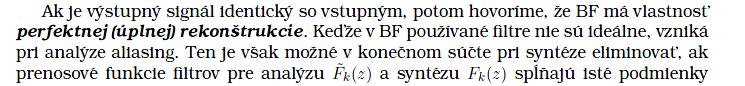 Ak je výstupný signál identický so vstupným, potom hovoríme, že BF má vlastnosť
perfektnej (úplnej) rekonštrukcie. Keďže v BF používané filtre nie sú ideálne, vzniká
pri analýze aliasing. Ten je však možné v konečnom súčte pri syntéze eliminovať, ak
prenosové funkcie filtrov pre analýzu F̃k(z) a syntézu Fk(z) spĺňajú isté podmienky